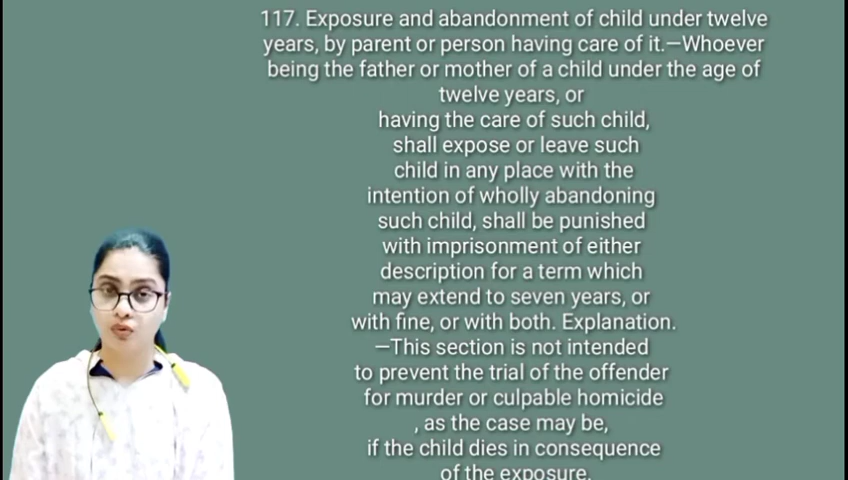 117. Exposure and abandonment of child under twelve
years, by parent or person having care of it.—Whoever
being the father or mother of a child under the age of
twelve years, or
having the care of such child,
shall expose or leave such
child in any place with the
intention of wholly abandoning
such child, shall be punished
with imprisonment of either
description for a term which
may extend to seven years, or
with fine, or with both. Explanation.
—This section is not intended
to prevent the trial of the offender
for murder or culpable homicide
, as the case may be,
if the child dies in consequence
of the exposure.